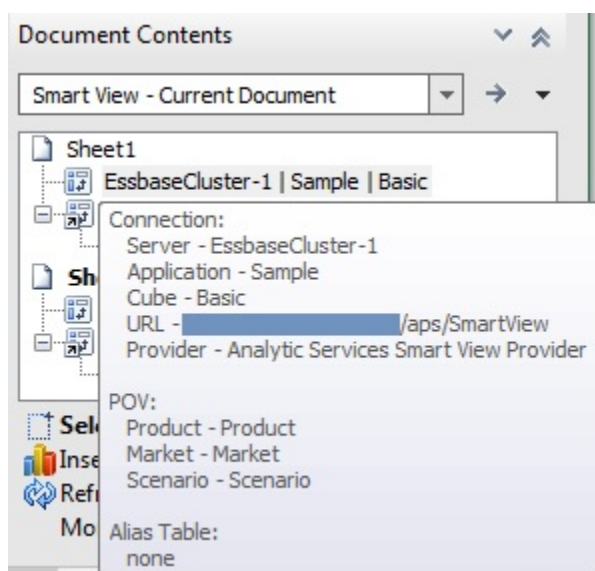 Document Contents
Smart View - Current Document
Sheet1
EssbaseCluster-1 | Sample | Basic
Connection:
Server - EssbaseCluster-1
Application - Sample
Cube - Basic
URL - /aps/SmartView
Provider - Analytic Services Smart View Provider
POV:
Product - Product
Market - Market
Scenario - Scenario
Alias Table:
none